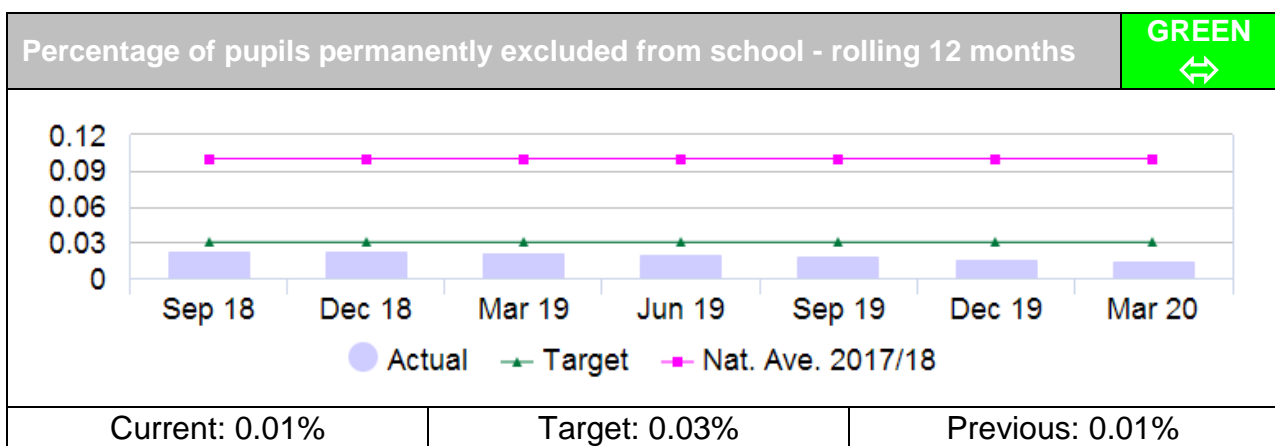 Percentage of pupils permanently excluded from school - rolling 12 months
GREEN
⇔
0.12
0.09
0.06
0.03
0
Sep 18 Dec 18 Mar 19 Jun 19 Sep 19 Dec 19 Mar 20
Actual Target Nat. Ave. 2017/18
Current: 0.01% Target: 0.03% Previous: 0.01%